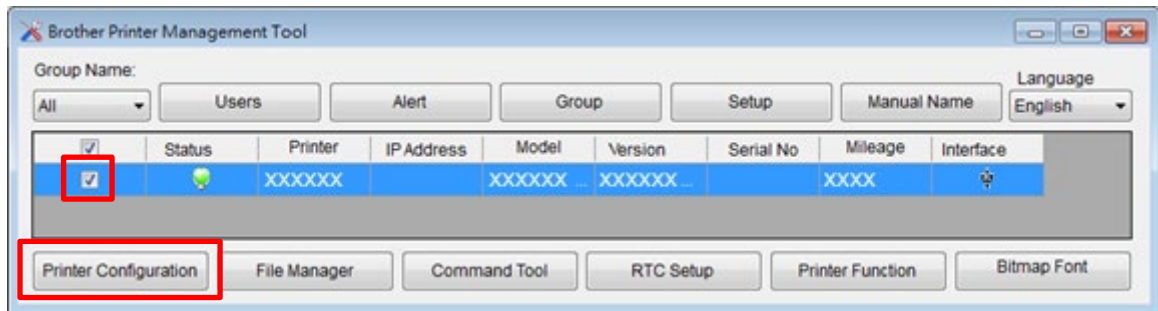 Brother Printer Management Tool
Group Name:
Language
All Users Alert Group Setup Manual Name English
Status Printer IP Address Model Version Serial No Mileage Interface
XXXXXX XXXXXX ... XXXXXX ... XXXX
Printer Configuration File Manager Command Tool RTC Setup Printer Function Bitmap Font